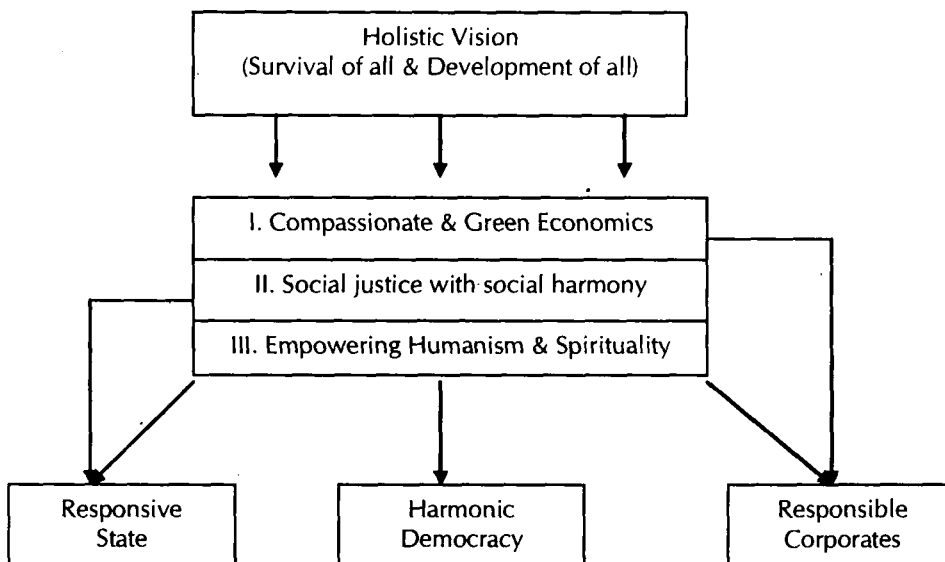 Holistic Vision
(Survival of all & Development of all)
I. Compassionate & Green Economics
II. Social justice with social harmony
III. Empowering Humanism & Spirituality
Responsive
State
Harmonic
Democracy
Responsible
Corporates